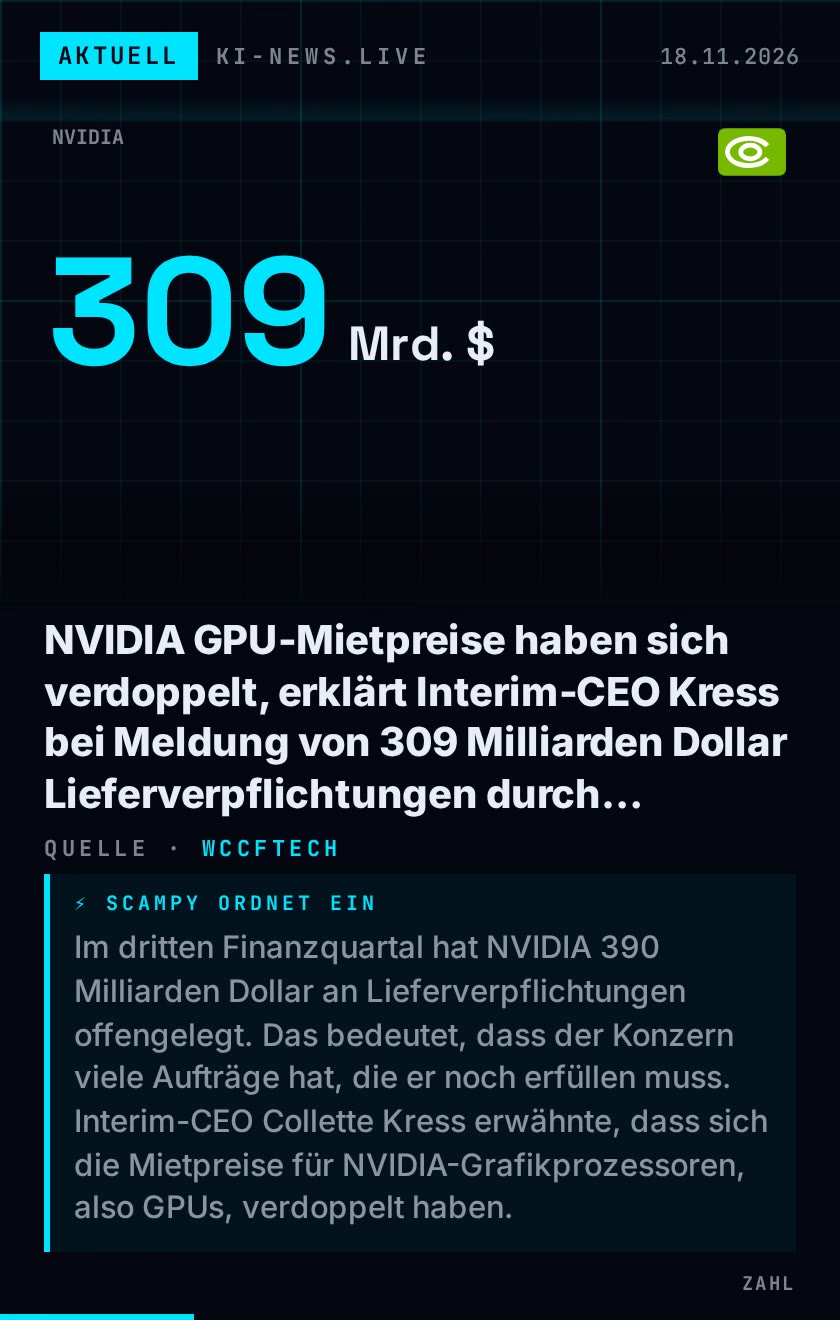 AKTUELL KI-NEWS.LIVE 18.11.2026
NVIDIA
309 Mrd. $
NVIDIA GPU-Mietpreise haben sich
verdoppelt, erklärt Interim-CEO Kress
bei Meldung von 309 Milliarden Dollar
Lieferverpflichtungen durch…
QUELLE · WCCFTECH
⚡ SCAMPY ORDNET EIN
Im dritten Finanzquartal hat NVIDIA 390
Milliarden Dollar an Lieferverpflichtungen
offengelegt. Das bedeutet, dass der Konzern
viele Aufträge hat, die er noch erfüllen muss.
Interim-CEO Collette Kress erwähnte, dass sich
die Mietpreise für NVIDIA-Grafikprozessoren,
also GPUs, verdoppelt haben.
ZAHL